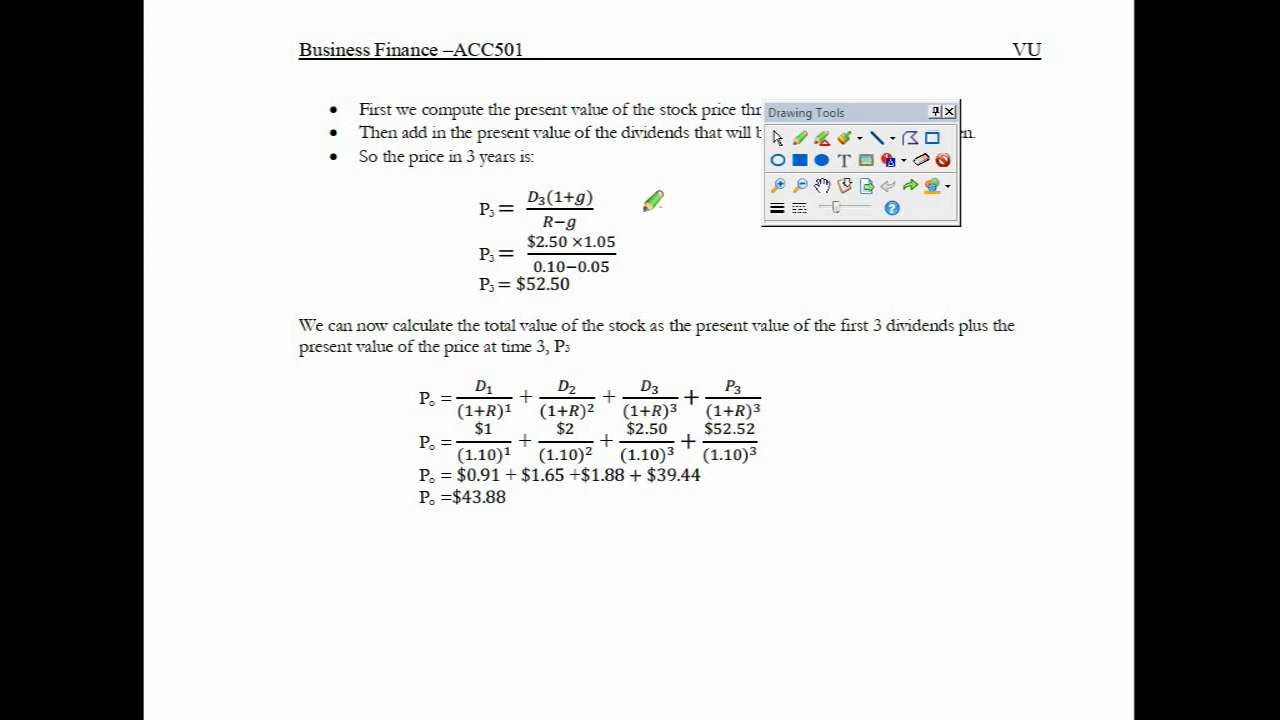 Business Finance –ACC501 VU
• First we compute the present value of the stock price thr
Drawing Tools
• Then add in the present value of the dividends that will b n.
• So the price in 3 years is:
P₃ = D₃(1+g) / R−g
P₃ = $2.50 ×1.05 / 0.10−0.05
P₃ = $52.50
We can now calculate the total value of the stock as the present value of the first 3 dividends plus the
present value of the price at time 3, P₃
P₀ = D₁/(1+R)¹ + D₂/(1+R)² + D₃/(1+R)³ + P₃/(1+R)³
P₀ = $1/(1.10)¹ + $2/(1.10)² + $2.50/(1.10)³ + $52.52/(1.10)³
P₀ = $0.91 + $1.65 +$1.88 + $39.44
P₀ =$43.88